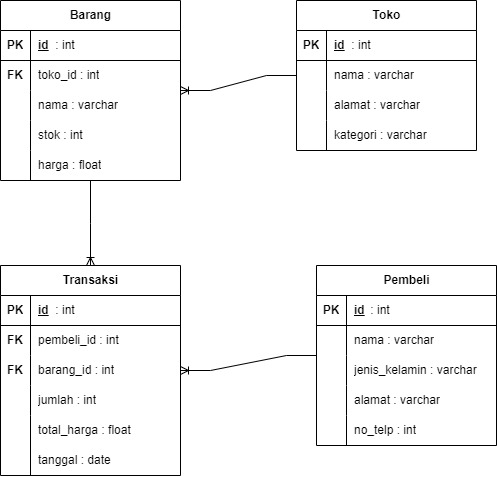 Barang
PK id : int
FK toko_id : int
nama : varchar
stok : int
harga : float
Toko
PK id : int
nama : varchar
alamat : varchar
kategori : varchar
Transaksi
PK id : int
FK pembeli_id : int
FK barang_id : int
jumlah : int
total_harga : float
tanggal : date
Pembeli
PK id : int
nama : varchar
jenis_kelamin : varchar
alamat : varchar
no_telp : int